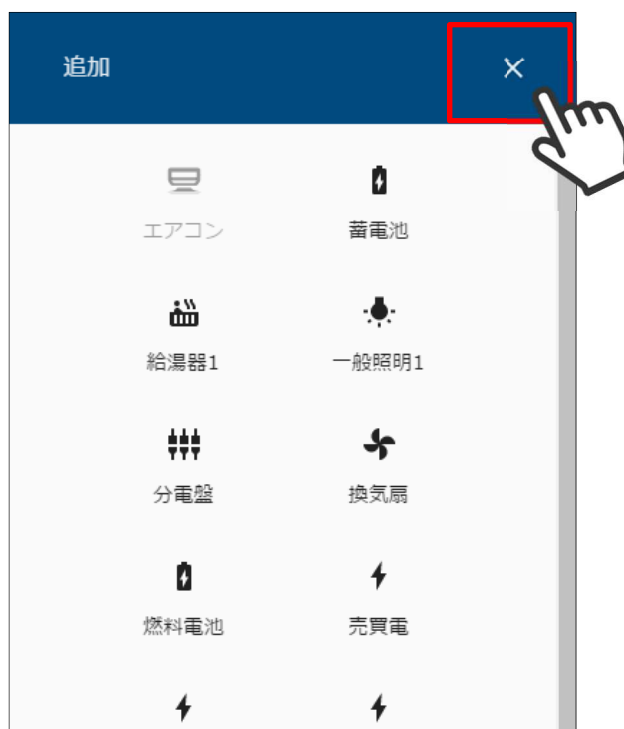 追加
エアコン 蓄電池
給湯器1 一般照明1
分電盤 換気扇
燃料電池 売買電